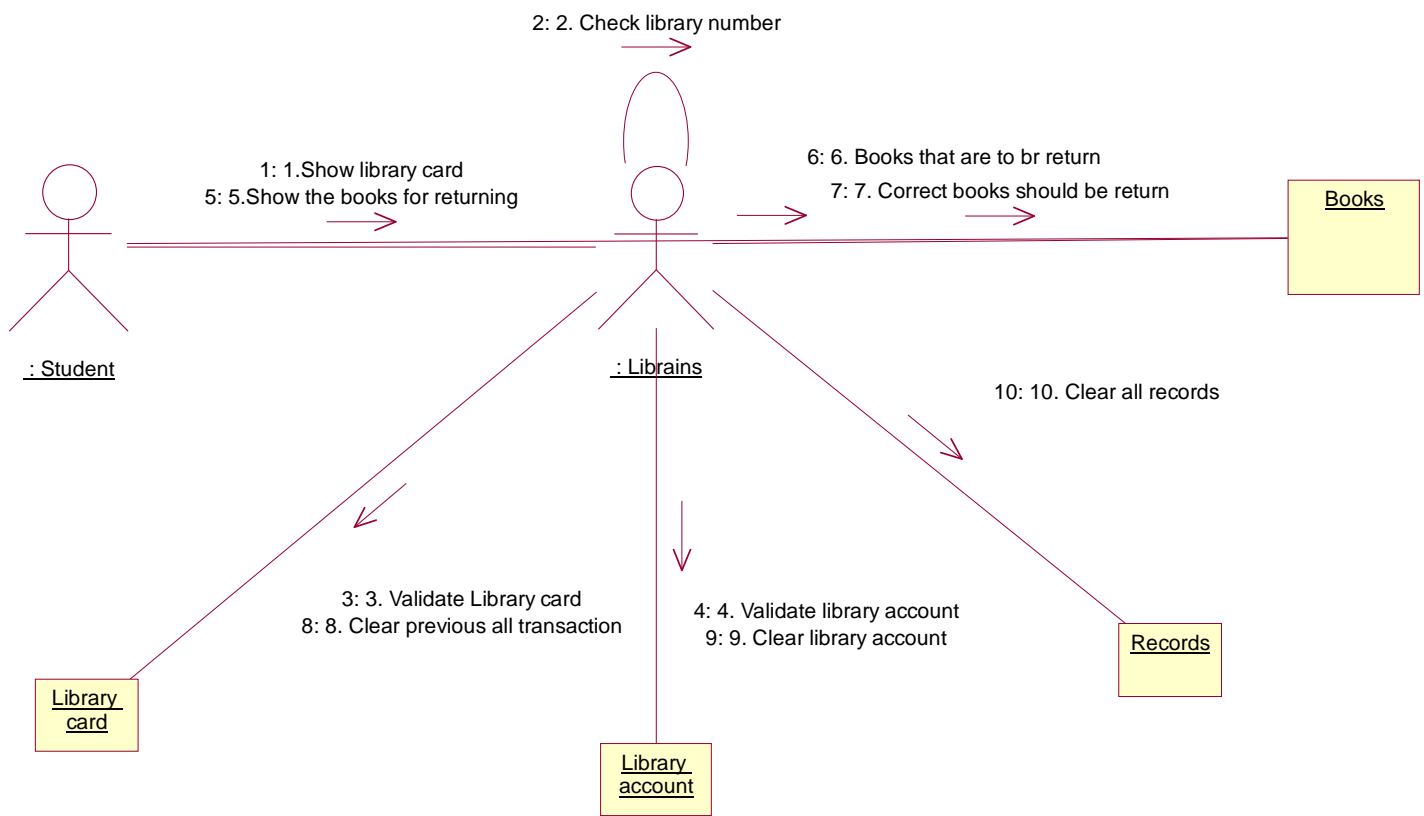 2: 2. Check library number
1: 1.Show library card
5: 5.Show the books for returning
6: 6. Books that are to br return
7: 7. Correct books should be return
Books
: Student
: Librains
10: 10. Clear all records
3: 3. Validate Library card
8: 8. Clear previous all transaction
4: 4. Validate library account
9: 9. Clear library account
Records
Library
card
Library
account